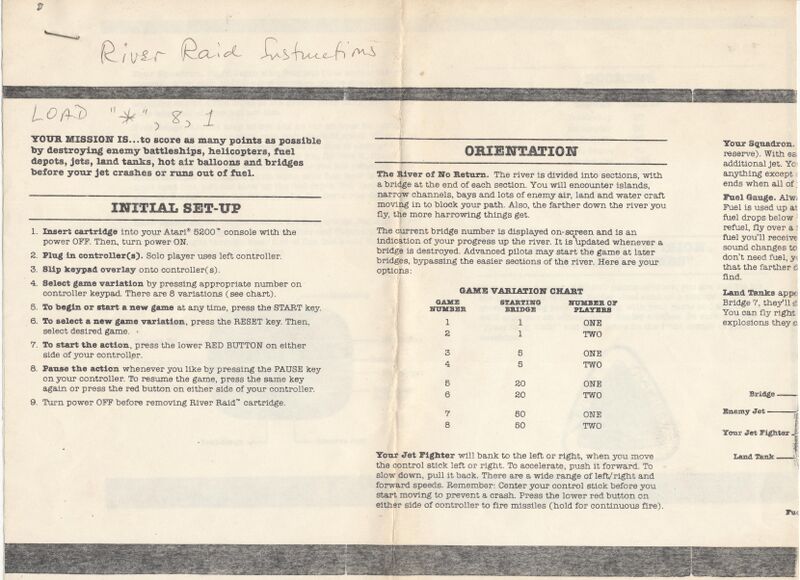 River Raid Instructions
LOAD "*", 8, 1
YOUR MISSION IS...to score as many points as possible
by destroying enemy battleships, helicopters, fuel
depots, jets, land tanks, hot air balloons and bridges
before your jet crashes or runs out of fuel.
INITIAL SET-UP
1. Insert cartridge into your Atari® 5200™ console with the
power OFF. Then, turn power ON.
2. Plug in controller(s). Solo player uses left controller.
3. Slip keypad overlay onto controller(s).
4. Select game variation by pressing appropriate number on
controller keypad. There are 8 variations (see chart).
5. To begin or start a new game at any time, press the START key.
6. To select a new game variation, press the RESET key. Then,
select desired game.
7. To start the action, press the lower RED BUTTON on either
side of your controller.
8. Pause the action whenever you like by pressing the PAUSE key
on your controller. To resume the game, press the same key
again or press the red button on either side of your controller.
9. Turn power OFF before removing River Raid™ cartridge.
ORIENTATION
The River of No Return. The river is divided into sections, with
a bridge at the end of each section. You will encounter islands,
narrow channels, bays and lots of enemy air, land and water craft
moving in to block your path. Also, the farther down the river you
fly, the more harrowing things get.
The current bridge number is displayed on-screen and is an
indication of your progress up the river. It is updated whenever a
bridge is destroyed. Advanced pilots may start the game at later
bridges, bypassing the easier sections of the river. Here are your
options:
GAME VARIATION CHART
GAME NUMBER STARTING BRIDGE NUMBER OF PLAYERS
1 1 ONE
2 1 TWO
3 5 ONE
4 5 TWO
5 20 ONE
6 20 TWO
7 50 ONE
8 50 TWO
Your Jet Fighter will bank to the left or right, when you move
the control stick left or right. To accelerate, push it forward. To
slow down, pull it back. There are a wide range of left/right and
forward speeds. Remember: Center your control stick before you
start moving to prevent a crash. Press the lower red button on
either side of controller to fire missiles (hold for continuous fire).
Your Squadron.
reserve). With
additional jet.
anything except
ends when all of
Fuel Gauge.
Fuel is used up
fuel drops below
refuel, fly over a
fuel you'll receive
sound changes to
don't need fuel,
that the farther
find.
Land Tanks
Bridge 7, they'll
You can fly right
explosions they
Bridge
Enemy Jet
Your Jet Fighter
Land Tank